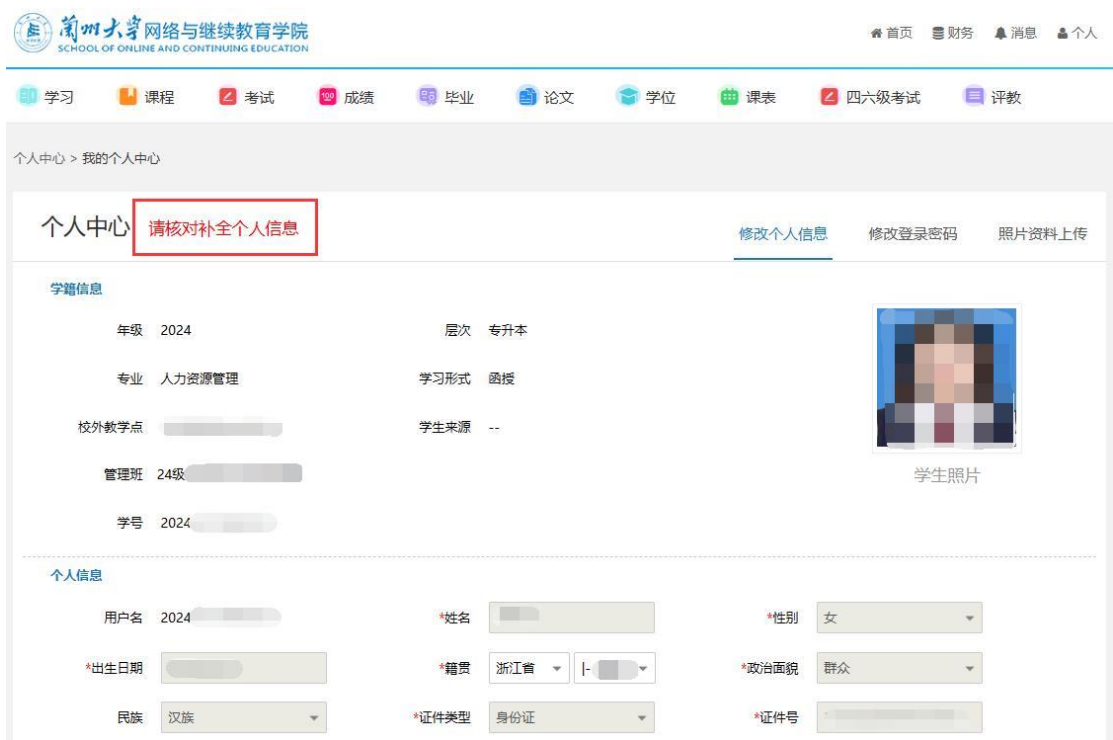 蘭州大学网络与继续教育学院 首页 财务 消息 个人
SCHOOL OF ONLINE AND CONTINUING EDUCATION
学习 课程 考试 100 成绩 毕业 论文 学位 课表 四六级考试 评教
个人中心 > 我的个人中心
个人中心 请核对补全个人信息 修改个人信息 修改登录密码 照片资料上传
学籍信息
年级 2024 层次 专升本
专业 人力资源管理 学习形式 函授
校外教学点 学生来源 --
管理班 24级
学生照片
学号 2024
个人信息
用户名 2024 *姓名 *性别 女
*出生日期 *籍贯 浙江省 |- *政治面貌 群众
民族 汉族 *证件类型 身份证 *证件号